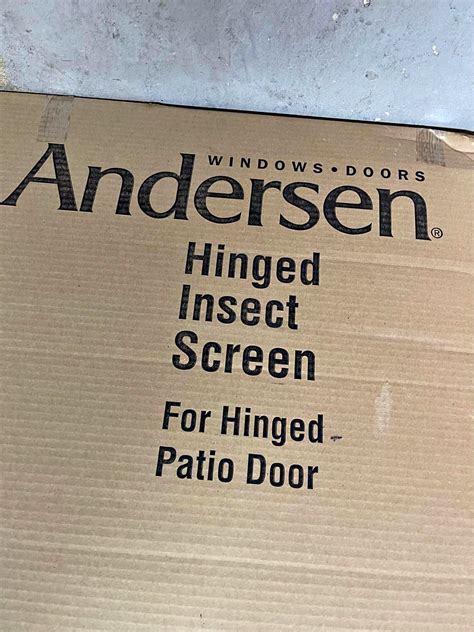 WINDOWS • DOORS
Andersen®
Hinged
Insect
Screen
For Hinged
Patio Door